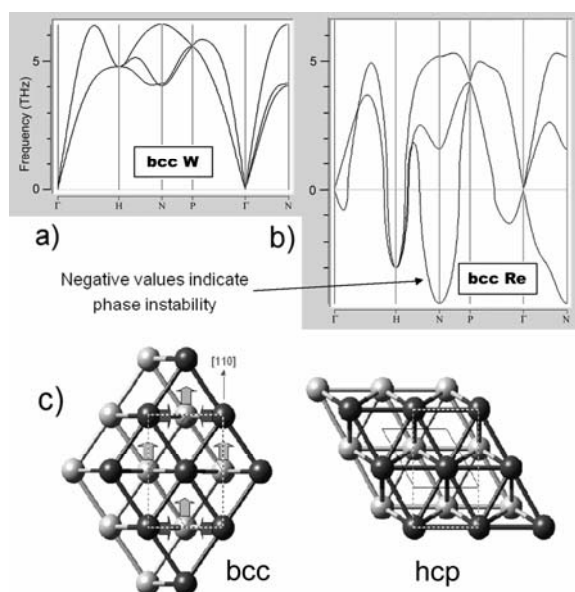 5
Frequency (THz)
0
bcc W
Γ H N P Γ N
a)
5
0
bcc Re
Γ H N P Γ N
b)
Negative values indicate
phase instability
c)
[110]
bcc
hcp